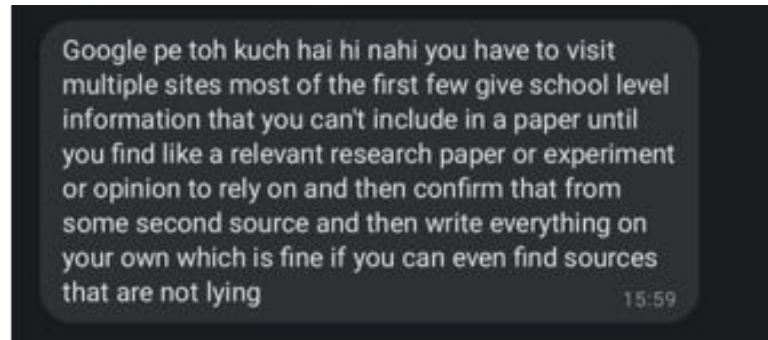 Google pe toh kuch hai hi nahi you have to visit
multiple sites most of the first few give school level
information that you can't include in a paper until
you find like a relevant research paper or experiment
or opinion to rely on and then confirm that from
some second source and then write everything on
your own which is fine if you can even find sources
that are not lying
15:59